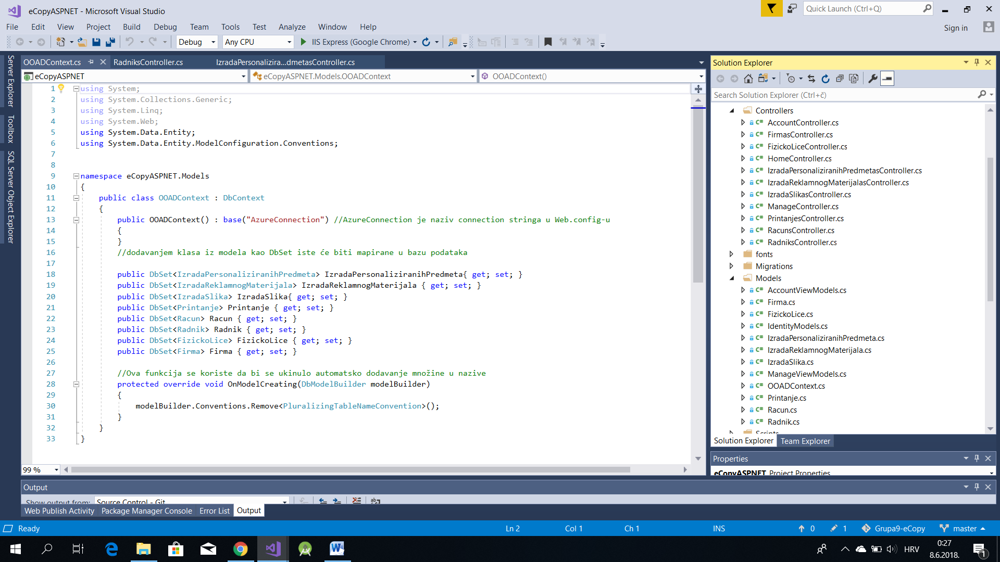 eCopyASPNET - Microsoft Visual Studio
Quick Launch (Ctrl+Q)
File Edit View Project Build Debug Team Tools Test Analyze Window Help
Sign in
Debug Any CPU IIS Express (Google Chrome)
Server Explorer
Toolbox
SQL Server Object Explorer
OOADContext.cs RadniksController.cs IzradaPersonalizira...dmetasController.cs
eCopyASPNET eCopyASPNET.Models.OOADContext OOADContext()
1 using System;
2 using System.Collections.Generic;
3 using System.Linq;
4 using System.Web;
5 using System.Data.Entity;
6 using System.Data.Entity.ModelConfiguration.Conventions;
7
8
9 namespace eCopyASPNET.Models
10 {
11 public class OOADContext : DbContext
12 {
13 public OOADContext() : base("AzureConnection") //AzureConnection je naziv connection stringa u Web.config-u
14 {
15 }
16 //dodavanjem klasa iz modela kao DbSet iste će biti mapirane u bazu podataka
17
18 public DbSet<IzradaPersonaliziranihPredmeta> IzradaPersonaliziranihPredmeta{ get; set; }
19 public DbSet<IzradaReklamnogMaterijala> IzradaReklamnogMaterijala { get; set; }
20 public DbSet<IzradaSlika> IzradaSlika{ get; set; }
21 public DbSet<Printanje> Printanje { get; set; }
22 public DbSet<Racun> Racun { get; set; }
23 public DbSet<Radnik> Radnik { get; set; }
24 public DbSet<FizickoLice> FizickoLice { get; set; }
25 public DbSet<Firma> Firma { get; set; }
26
27 //Ova funkcija se koriste da bi se ukinulo automatsko dodavanje množine u nazive
28 protected override void OnModelCreating(DbModelBuilder modelBuilder)
29 {
30 modelBuilder.Conventions.Remove<PluralizingTableNameConvention>();
31 }
32 }
33 }
99 %
Solution Explorer
Search Solution Explorer (Ctrl+č)
Controllers
C# AccountController.cs
C# FirmasController.cs
C# FizickoLiceController.cs
C# HomeController.cs
C# IzradaPersonaliziranihPredmetasController.cs
C# IzradaReklamnogMaterijalasController.cs
C# IzradaSlikasController.cs
C# ManageController.cs
C# PrintanjesController.cs
C# RacunsController.cs
C# RadniksController.cs
fonts
Migrations
Models
C# AccountViewModels.cs
C# Firma.cs
C# FizickoLice.cs
C# IdentityModels.cs
C# IzradaPersonaliziranihPredmeta.cs
C# IzradaReklamnogMaterijala.cs
C# IzradaSlika.cs
C# ManageViewModels.cs
C# OOADContext.cs
C# Printanje.cs
C# Racun.cs
C# Radnik.cs
Scripts
Solution Explorer Team Explorer
Properties
eCopyASPNET Project Properties
Output
Show output from: Source Control - Git
Web Publish Activity Package Manager Console Error List Output
Ready Ln 2 Col 1 Ch 1 INS 0 1 Grupa9-eCopy master
HRV 0:27
8.6.2018. 1